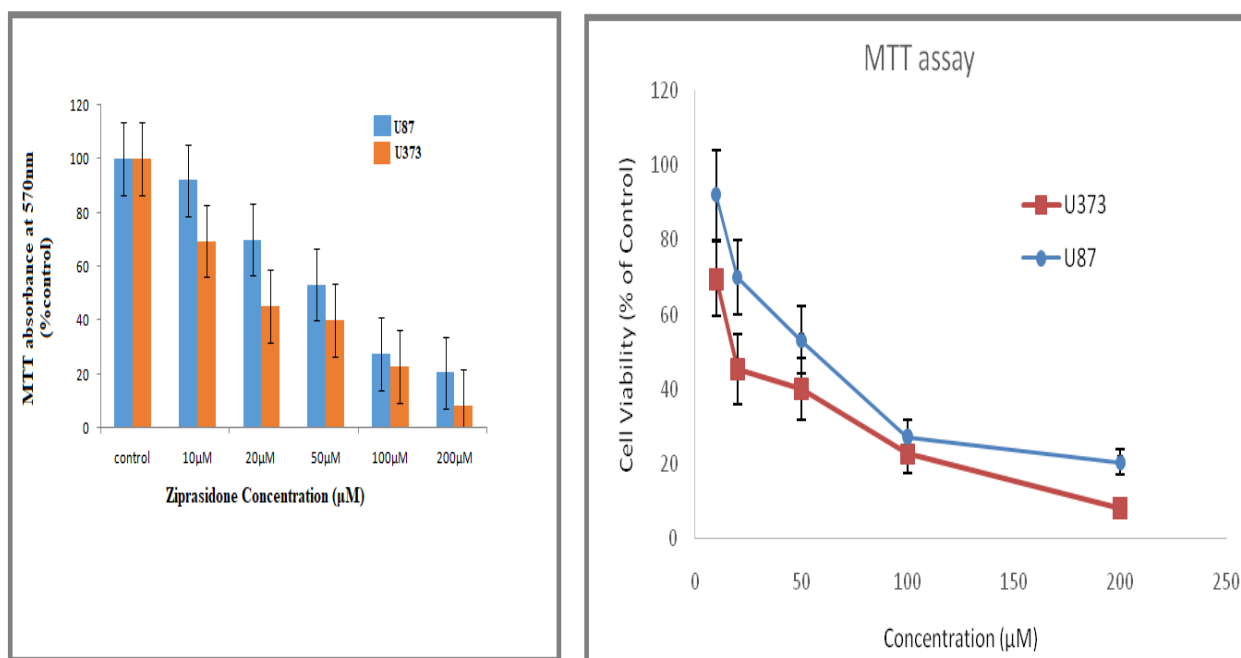 120
100
80
60
40
20
0
MTT absorbance at 570nm
(%control)
U87
U373
control 10µM 20µM 50µM 100µM 200µM
Ziprasidone Concentration (µM)
MTT assay
120
100
80
60
40
20
0
Cell Viability (% of Control)
U373
U87
0 50 100 150 200 250
Concentration (µM)